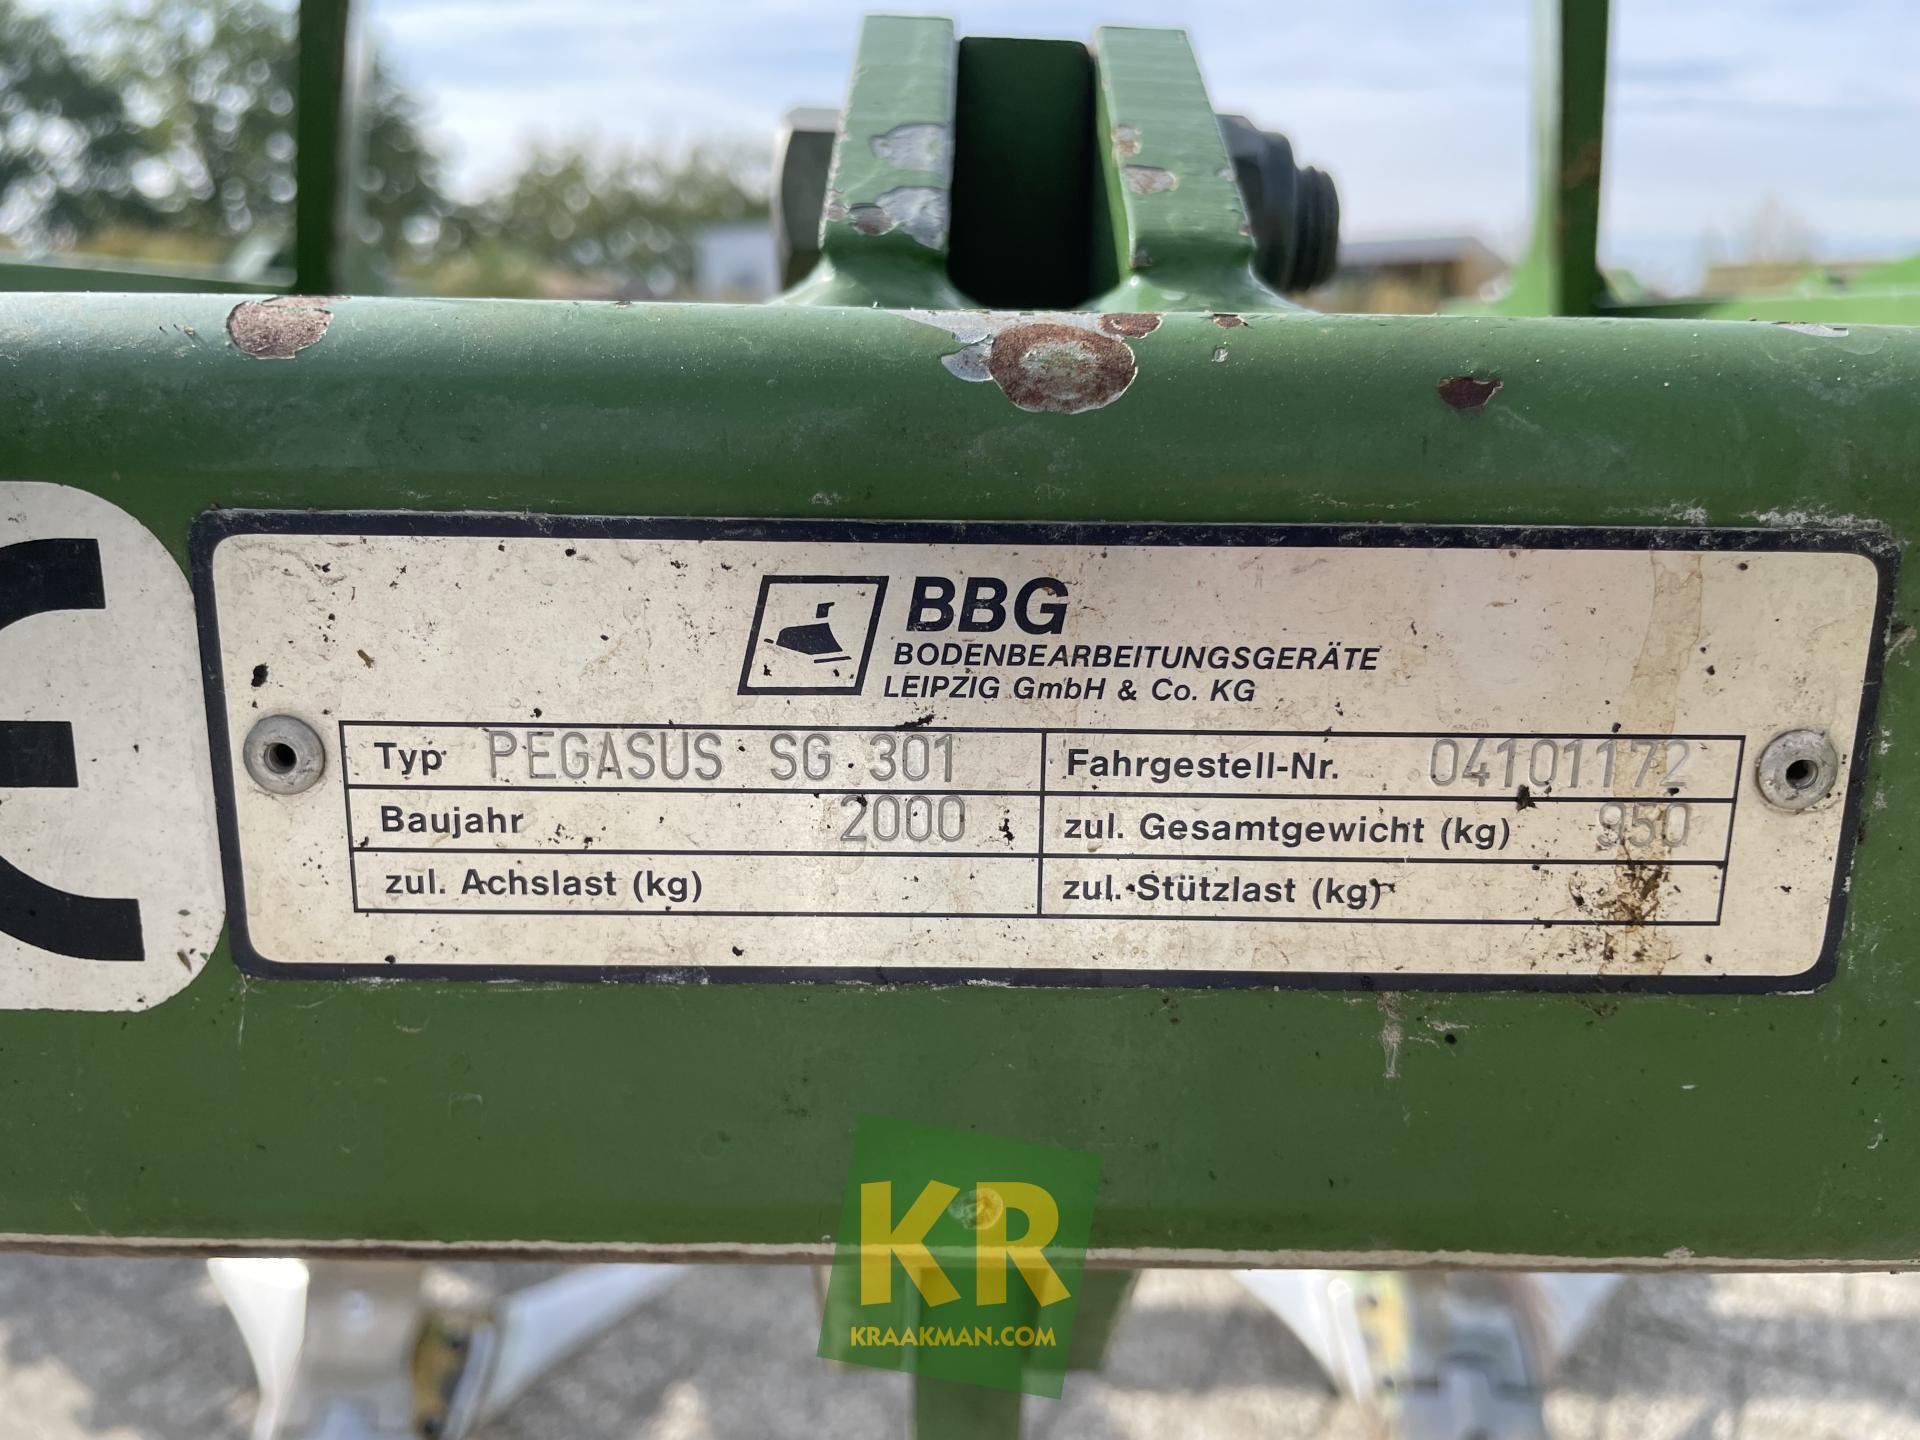 BBG
BODENBEARBEITUNGSGERÄTE
LEIPZIG GmbH & Co. KG
Typ PEGASUS SG 301
Fahrgestell-Nr. 04101172
Baujahr 2000
zul. Gesamtgewicht (kg) 950
zul. Achslast (kg)
zul. Stützlast (kg)
KR
KRAAKMAN.COM